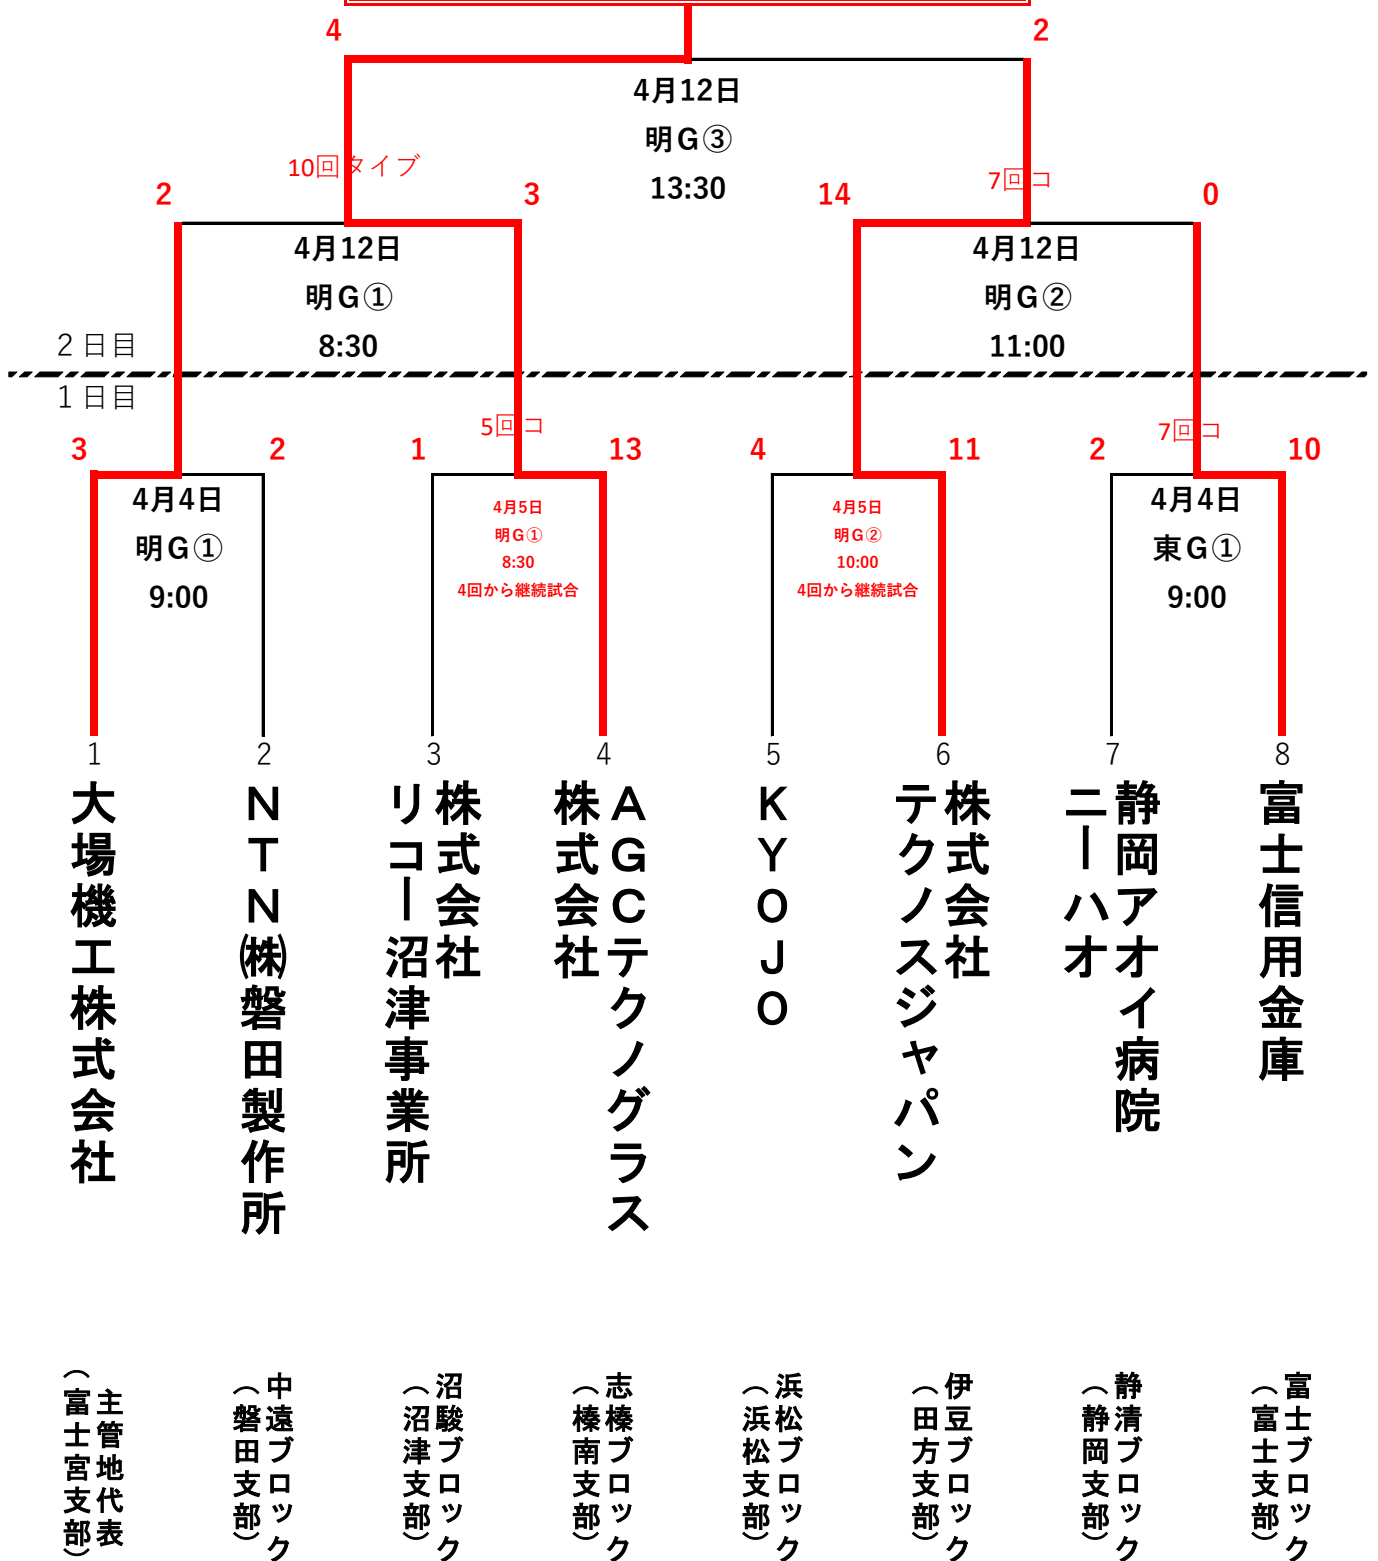 4
2
4月12日
明G③
13:30
10回タイブ
7回コ
2
3
14
0
4月12日
明G①
8:30
4月12日
明G②
11:00
2日目
1日目
5回コ
7回コ
3
2
1
13
4
11
2
10
4月4日
明G①
9:00
4月5日
明G①
8:30
4回から継続試合
4月5日
明G②
10:00
4回から継続試合
4月4日
東G①
9:00
1
2
3
4
5
6
7
8
大場機工株式会社
NTN㈱磐田製作所
株式会社
リコー沼津事業所
AGCテクノグラス
株式会社
KYOJO
株式会社
テクノスジャパン
静岡アオイ病院
ニーハオ
富士信用金庫
主管地代表
(富士宮支部)
中遠ブロック
(磐田支部)
沼駿ブロック
(沼津支部)
志榛ブロック
(榛南支部)
浜松ブロック
(浜松支部)
伊豆ブロック
(田方支部)
静清ブロック
(静岡支部)
富士ブロック
(富士支部)